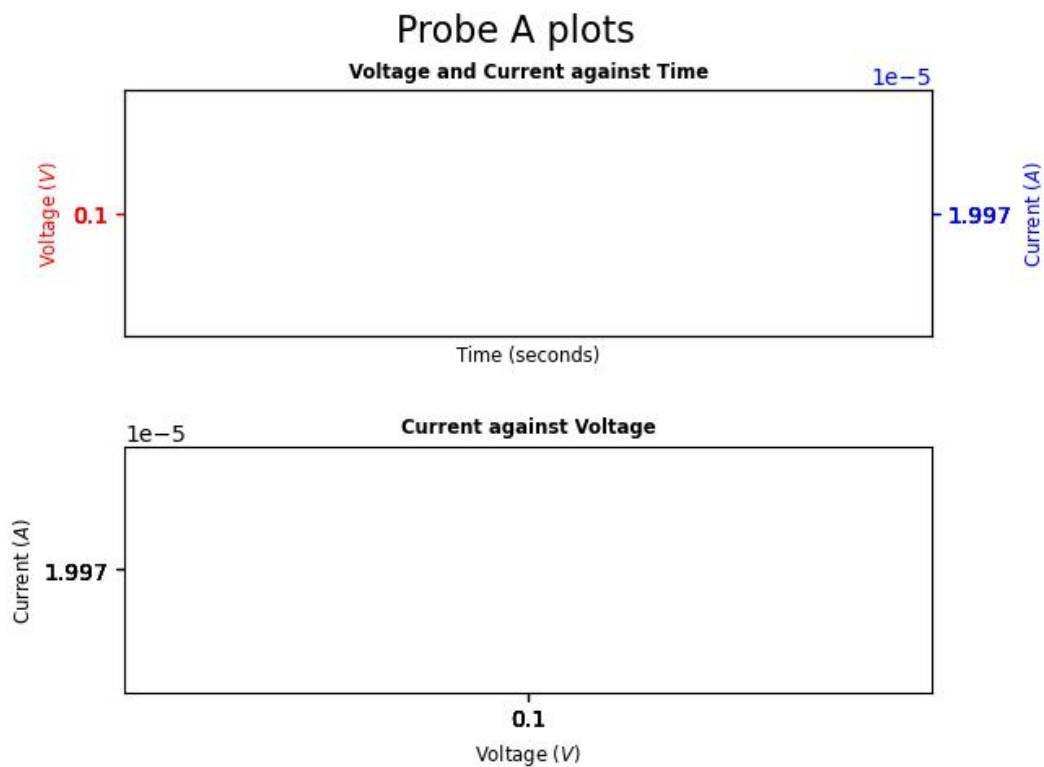 Probe A plots
Voltage and Current against Time
1e−5
Voltage (V)
0.1
1.997
Current (A)
Time (seconds)
Current against Voltage
1e−5
Current (A)
1.997
0.1
Voltage (V)